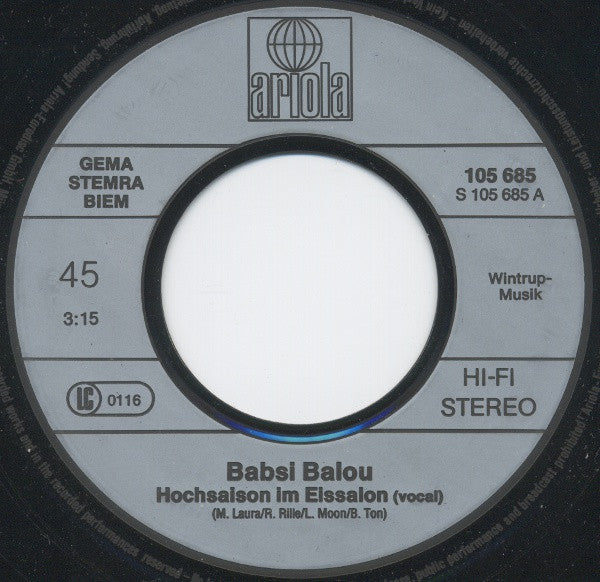 ariola
GEMA
STEMRA
BIEM
105 685
S 105 685 A
45
3:15
Wintrup-
Musik
LC 0116
HI-FI
STEREO
Babsi Balou
Hochsaison im Eissalon (vocal)
(M. Laura/R. Rille/L. Moon/B. Ton)